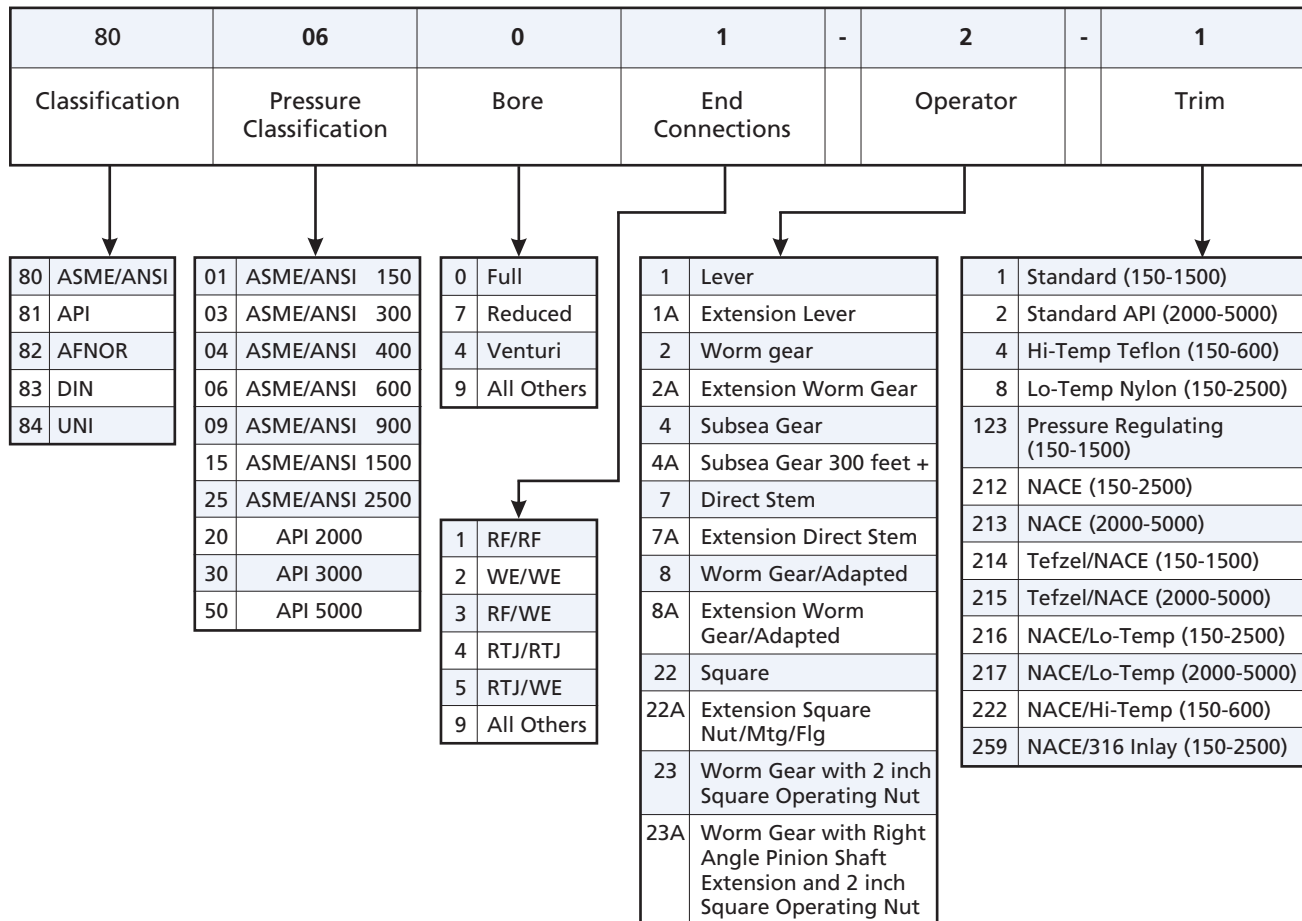 80 06 0 1 - 2 - 1
Classification Pressure Classification Bore End Connections Operator Trim
80 ASME/ANSI
81 API
82 AFNOR
83 DIN
84 UNI
01 ASME/ANSI 150
03 ASME/ANSI 300
04 ASME/ANSI 400
06 ASME/ANSI 600
09 ASME/ANSI 900
15 ASME/ANSI 1500
25 ASME/ANSI 2500
20 API 2000
30 API 3000
50 API 5000
0 Full
7 Reduced
4 Venturi
9 All Others
1 RF/RF
2 WE/WE
3 RF/WE
4 RTJ/RTJ
5 RTJ/WE
9 All Others
1 Lever
1A Extension Lever
2 Worm gear
2A Extension Worm Gear
4 Subsea Gear
4A Subsea Gear 300 feet +
7 Direct Stem
7A Extension Direct Stem
8 Worm Gear/Adapted
8A Extension Worm
Gear/Adapted
22 Square
22A Extension Square
Nut/Mtg/Flg
23 Worm Gear with 2 inch
Square Operating Nut
23A Worm Gear with Right
Angle Pinion Shaft
Extension and 2 inch
Square Operating Nut
1 Standard (150-1500)
2 Standard API (2000-5000)
4 Hi-Temp Teflon (150-600)
8 Lo-Temp Nylon (150-2500)
123 Pressure Regulating
(150-1500)
212 NACE (150-2500)
213 NACE (2000-5000)
214 Tefzel/NACE (150-1500)
215 Tefzel/NACE (2000-5000)
216 NACE/Lo-Temp (150-2500)
217 NACE/Lo-Temp (2000-5000)
222 NACE/Hi-Temp (150-600)
259 NACE/316 Inlay (150-2500)